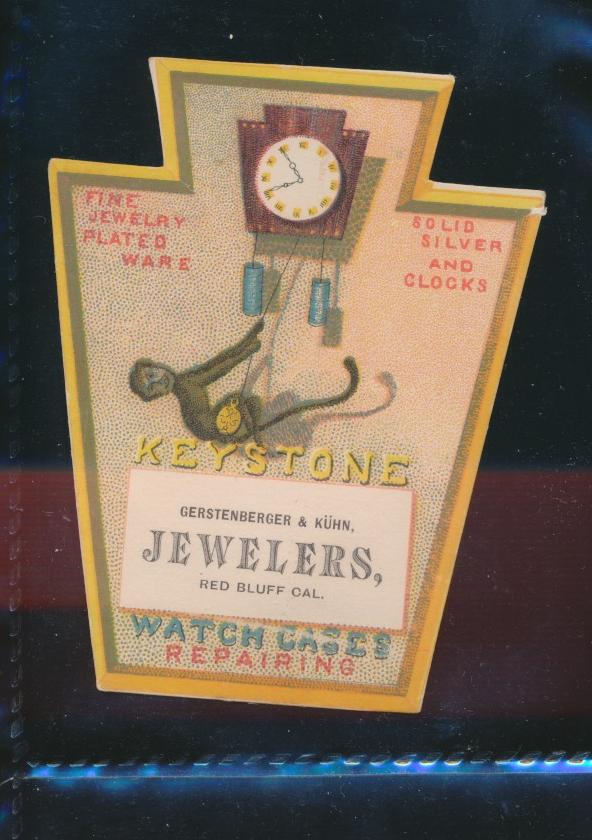 FINE
JEWELRY
PLATED
WARE
SOLID
SILVER
AND
CLOCKS
KEYSTONE
GERSTENBERGER & KÜHN,
JEWELERS,
RED BLUFF CAL.
WATCH CASES
REPAIRING